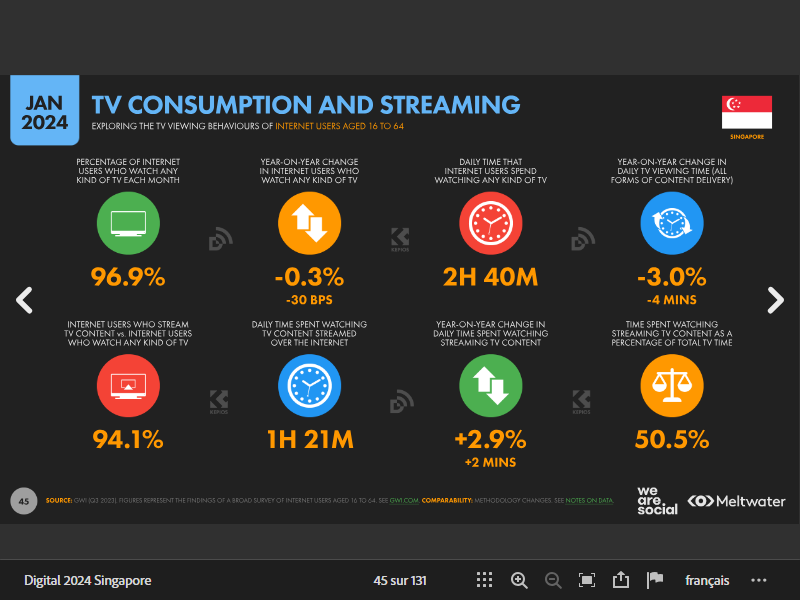 JAN
2024
TV CONSUMPTION AND STREAMING
EXPLORING THE TV VIEWING BEHAVIOURS OF INTERNET USERS AGED 16 TO 64
SINGAPORE
PERCENTAGE OF INTERNET
USERS WHO WATCH ANY
KIND OF TV EACH MONTH
96.9%
YEAR-ON-YEAR CHANGE
IN INTERNET USERS WHO
WATCH ANY KIND OF TV
-0.3%
-30 BPS
DAILY TIME THAT
INTERNET USERS SPEND
WATCHING ANY KIND OF TV
2H 40M
YEAR-ON-YEAR CHANGE IN
DAILY TV VIEWING TIME (ALL
FORMS OF CONTENT DELIVERY)
-3.0%
-4 MINS
KEPIOS
INTERNET USERS WHO STREAM
TV CONTENT vs. INTERNET USERS
WHO WATCH ANY KIND OF TV
94.1%
DAILY TIME SPENT WATCHING
TV CONTENT STREAMED
OVER THE INTERNET
1H 21M
YEAR-ON-YEAR CHANGE IN
DAILY TIME SPENT WATCHING
STREAMING TV CONTENT
+2.9%
+2 MINS
TIME SPENT WATCHING
STREAMING TV CONTENT AS A
PERCENTAGE OF TOTAL TV TIME
50.5%
KEPIOS
KEPIOS
45
SOURCE: GWI (Q3 2023). FIGURES REPRESENT THE FINDINGS OF A BROAD SURVEY OF INTERNET USERS AGED 16 TO 64. SEE GWI.COM. COMPARABILITY: METHODOLOGY CHANGES. SEE NOTES ON DATA.
we
are.
social
Meltwater
Digital 2024 Singapore
45 sur 131
français